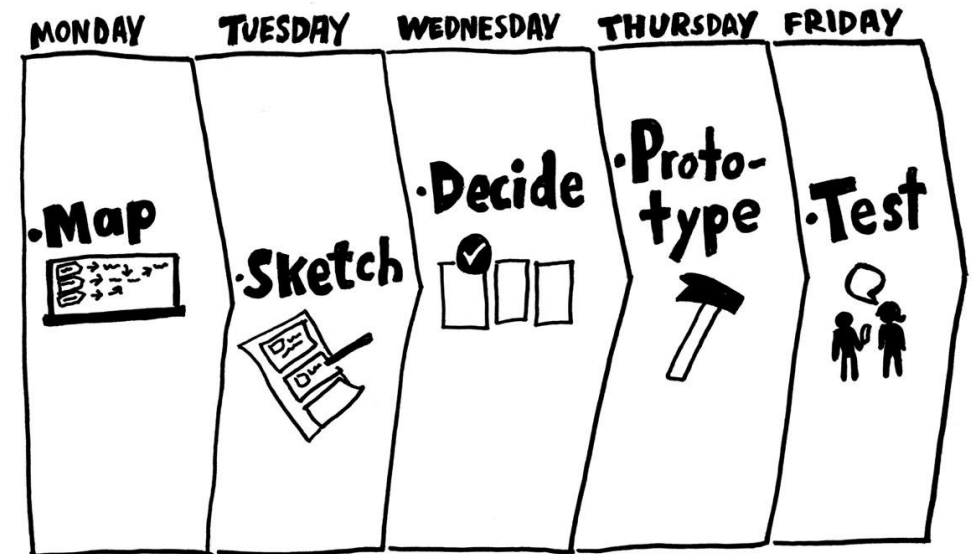 MONDAY
TUESDAY
WEDNESDAY
THURSDAY
FRIDAY
·Map
·Sketch
·Decide
·Proto-
type
·Test